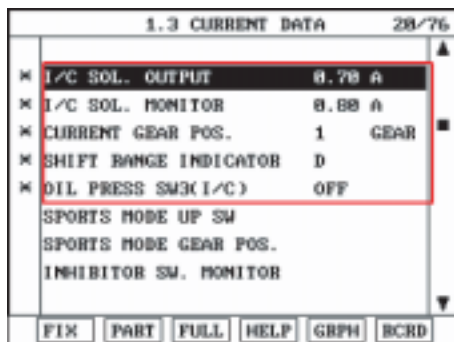 1.3 CURRENT DATA 20/76
* I/C SOL. OUTPUT 0.70 A
* I/C SOL. MONITOR 0.80 A
* CURRENT GEAR POS. 1 GEAR
* SHIFT RANGE INDICATOR D
* OIL PRESS SW3(I/C) OFF
SPORTS MODE UP SW
SPORTS MODE GEAR POS.
INHIBITOR SW. MONITOR
FIX PART FULL HELP GRPH RCRD